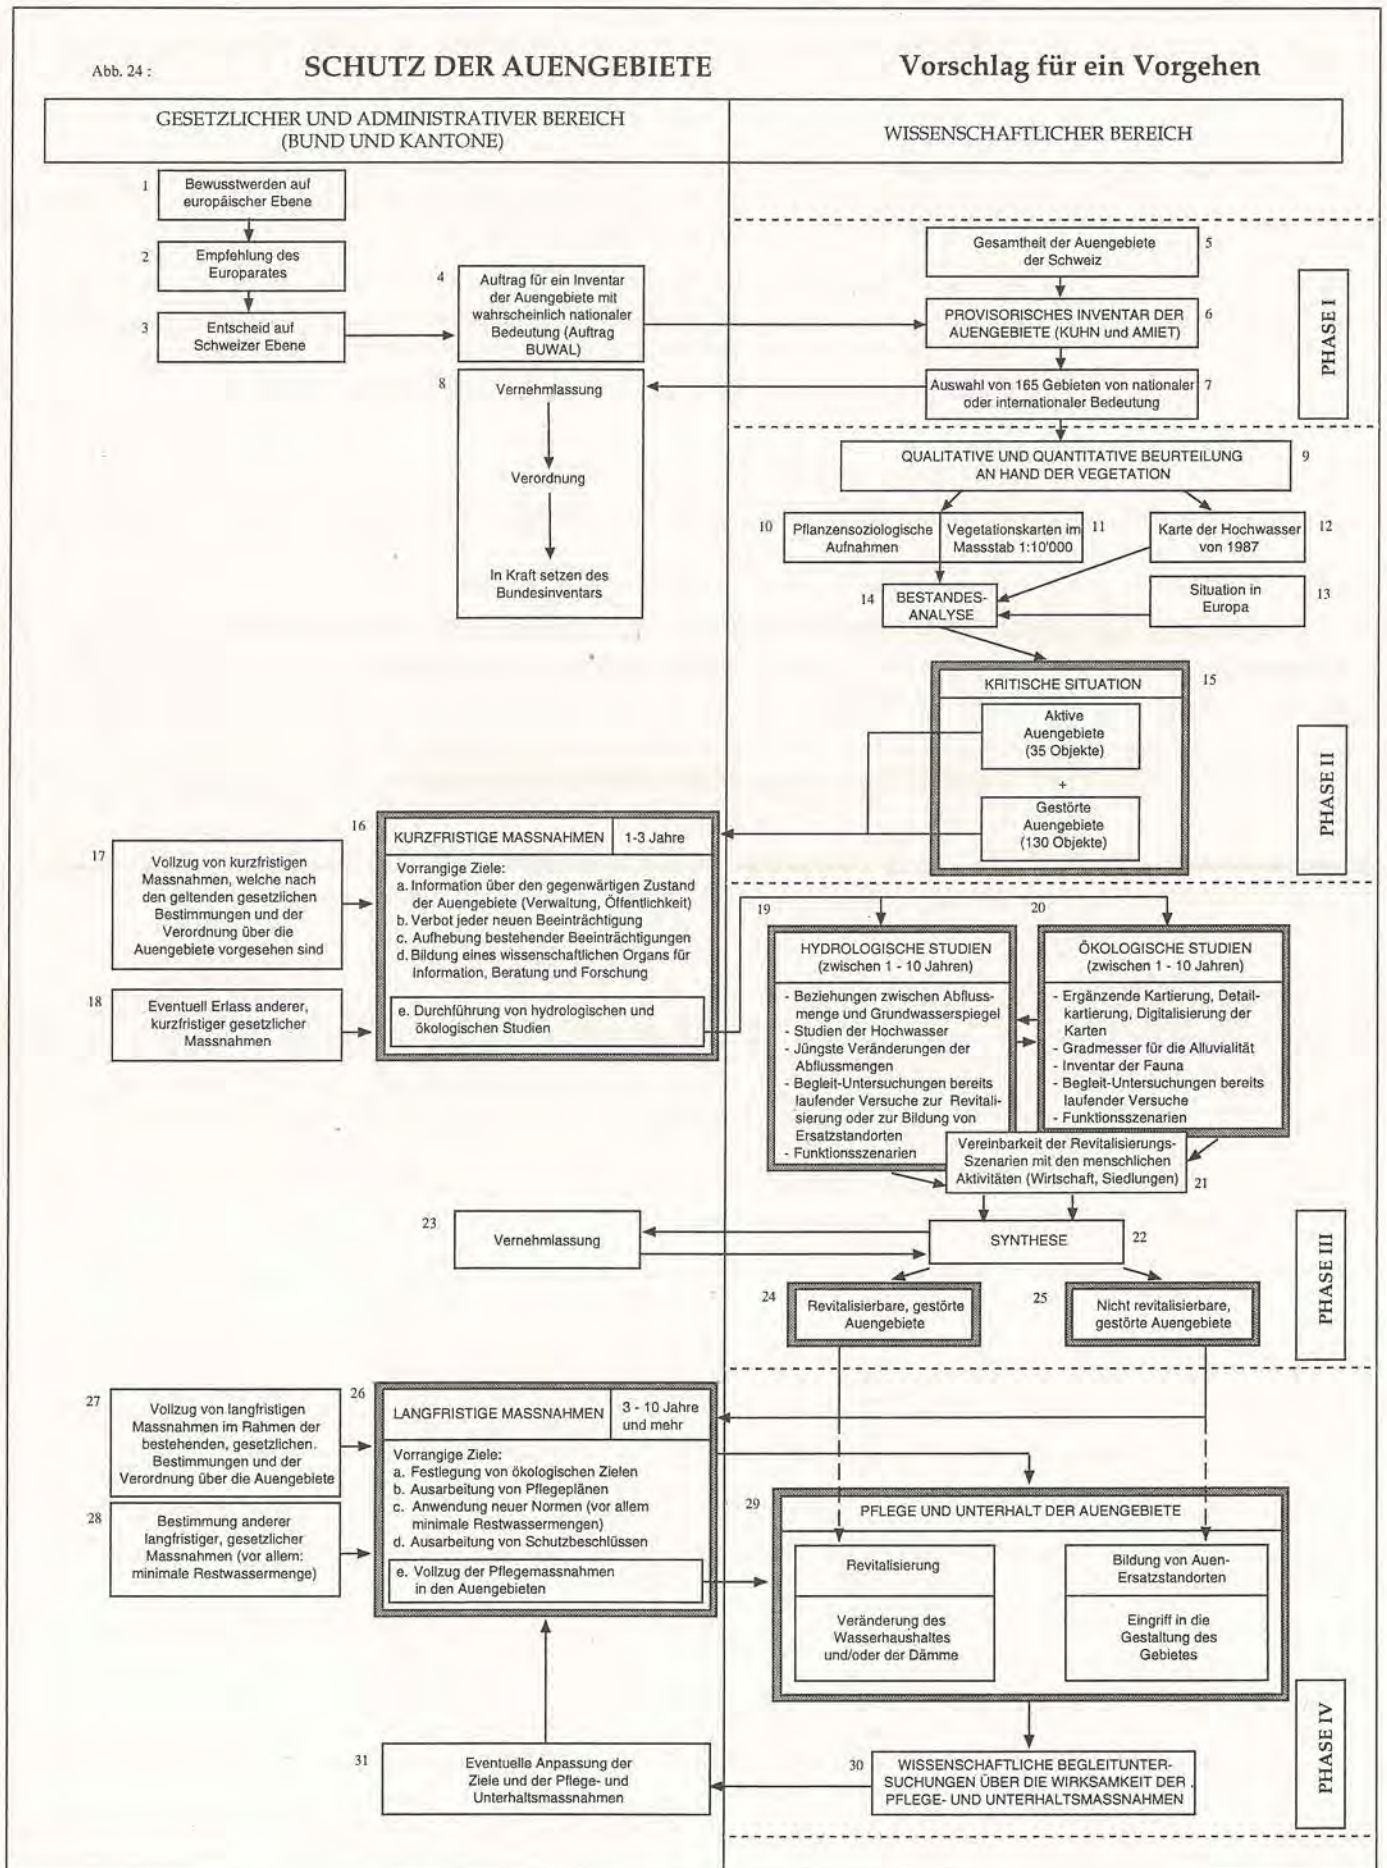 Abb. 24 :
SCHUTZ DER AUENGEBIETE
Vorschlag für ein Vorgehen
GESETZLICHER UND ADMINISTRATIVER BEREICH
(BUND UND KANTONE)
WISSENSCHAFTLICHER BEREICH
1
Bewusstwerden auf
europäischer Ebene
2
Empfehlung des
Europarates
3
Entscheid auf
Schweizer Ebene
4
Auftrag für ein Inventar
der Auengebiete mit
wahrscheinlich nationaler
Bedeutung (Auftrag
BUWAL)
5
Gesamtheit der Auengebiete
der Schweiz
6
PROVISORISCHES INVENTAR DER
AUENGEBIETE (KUHN und AMIET)
7
Auswahl von 165 Gebieten von nationaler
oder internationaler Bedeutung
PHASE I
8
Vernehmlassung
Verordnung
In Kraft setzen des
Bundesinventars
9
QUALITATIVE UND QUANTITATIVE BEURTEILUNG
AN HAND DER VEGETATION
10
Pflanzensoziologische
Aufnahmen
11
Vegetationskarten im
Massstab 1:10'000
12
Karte der Hochwasser
von 1987
13
Situation in
Europa
14
BESTANDES-
ANALYSE
15
KRITISCHE SITUATION
Aktive
Auengebiete
(35 Objekte)
+
Gestörte
Auengebiete
(130 Objekte)
PHASE II
16
KURZFRISTIGE MASSNAHMEN
1-3 Jahre
Vorrangige Ziele:
a. Information über den gegenwärtigen Zustand
der Auengebiete (Verwaltung, Öffentlichkeit)
b. Verbot jeder neuen Beeinträchtigung
c. Aufhebung bestehender Beeinträchtigungen
d. Bildung eines wissenschaftlichen Organs für
Information, Beratung und Forschung
e. Durchführung von hydrologischen und
ökologischen Studien
17
Vollzug von kurzfristigen
Massnahmen, welche nach
den geltenden gesetzlichen
Bestimmungen und der
Verordnung über die
Auengebiete vorgesehen sind
18
Eventuell Erlass anderer,
kurzfristiger gesetzlicher
Massnahmen
19
HYDROLOGISCHE STUDIEN
(zwischen 1 - 10 Jahren)
- Beziehungen zwischen Abfluss-
menge und Grundwasserspiegel
- Studien der Hochwasser
- Jüngste Veränderungen der
Abflussmengen
- Begleit-Untersuchungen bereits
laufender Versuche zur Revitali-
sierung oder zur Bildung von
Ersatzstandorten
- Funktionsszenarien
20
ÖKOLOGISCHE STUDIEN
(zwischen 1 - 10 Jahren)
- Ergänzende Kartierung, Detail-
kartierung, Digitalisierung der
Karten
- Gradmesser für die Alluvialität
- Inventar der Fauna
- Begleit-Untersuchungen bereits
laufender Versuche
- Funktionsszenarien
Vereinbarkeit der Revitalisierungs-
Szenarien mit den menschlichen
Aktivitäten (Wirtschaft, Siedlungen)
21
22
SYNTHESE
23
Vernehmlassung
24
Revitalisierbare, gestörte
Auengebiete
25
Nicht revitalisierbare,
gestörte Auengebiete
PHASE III
26
LANGFRISTIGE MASSNAHMEN
3 - 10 Jahre
und mehr
Vorrangige Ziele:
a. Festlegung von ökologischen Zielen
b. Ausarbeitung von Pflegeplänen
c. Anwendung neuer Normen (vor allem
minimale Restwassermengen)
d. Ausarbeitung von Schutzbeschlüssen
e. Vollzug der Pflegemassnahmen
in den Auengebieten
27
Vollzug von langfristigen
Massnahmen im Rahmen der
bestehenden, gesetzlichen.
Bestimmungen und der
Verordnung über die Auengebiete
28
Bestimmung anderer
langfristiger, gesetzlicher
Massnahmen (vor allem:
minimale Restwassermenge)
29
PFLEGE UND UNTERHALT DER AUENGEBIETE
Revitalisierung
Veränderung des
Wasserhaushaltes
und/oder der Dämme
Bildung von Auen-
Ersatzstandorten
Eingriff in die
Gestaltung des
Gebietes
30
WISSENSCHAFTLICHE BEGLEITUNTER-
SUCHUNGEN ÜBER DIE WIRKSAMKEIT DER
PFLEGE- UND UNTERHALTSMASSNAHMEN
31
Eventuelle Anpassung der
Ziele und der Pflege- und
Unterhaltsmassnahmen
PHASE IV